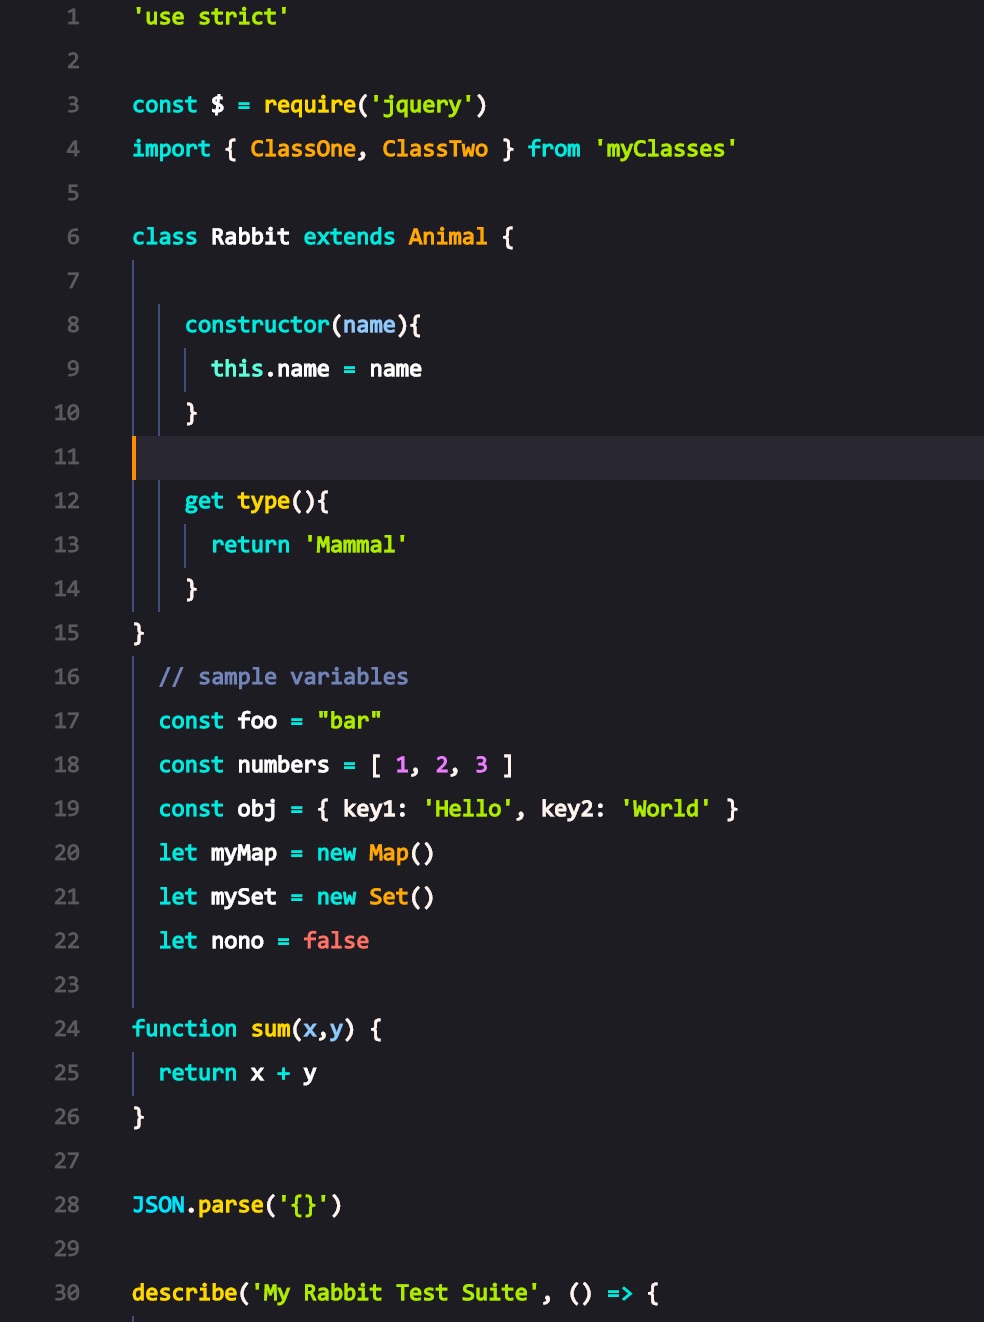 1 'use strict'
2
3 const $ = require('jquery')
4 import { ClassOne, ClassTwo } from 'myClasses'
5
6 class Rabbit extends Animal {
7
8     constructor(name){
9       this.name = name
10     }
11
12     get type(){
13       return 'Mammal'
14     }
15 }
16   // sample variables
17   const foo = "bar"
18   const numbers = [ 1, 2, 3 ]
19   const obj = { key1: 'Hello', key2: 'World' }
20   let myMap = new Map()
21   let mySet = new Set()
22   let nono = false
23
24 function sum(x,y) {
25   return x + y
26 }
27
28 JSON.parse('{}')
29
30 describe('My Rabbit Test Suite', () => {